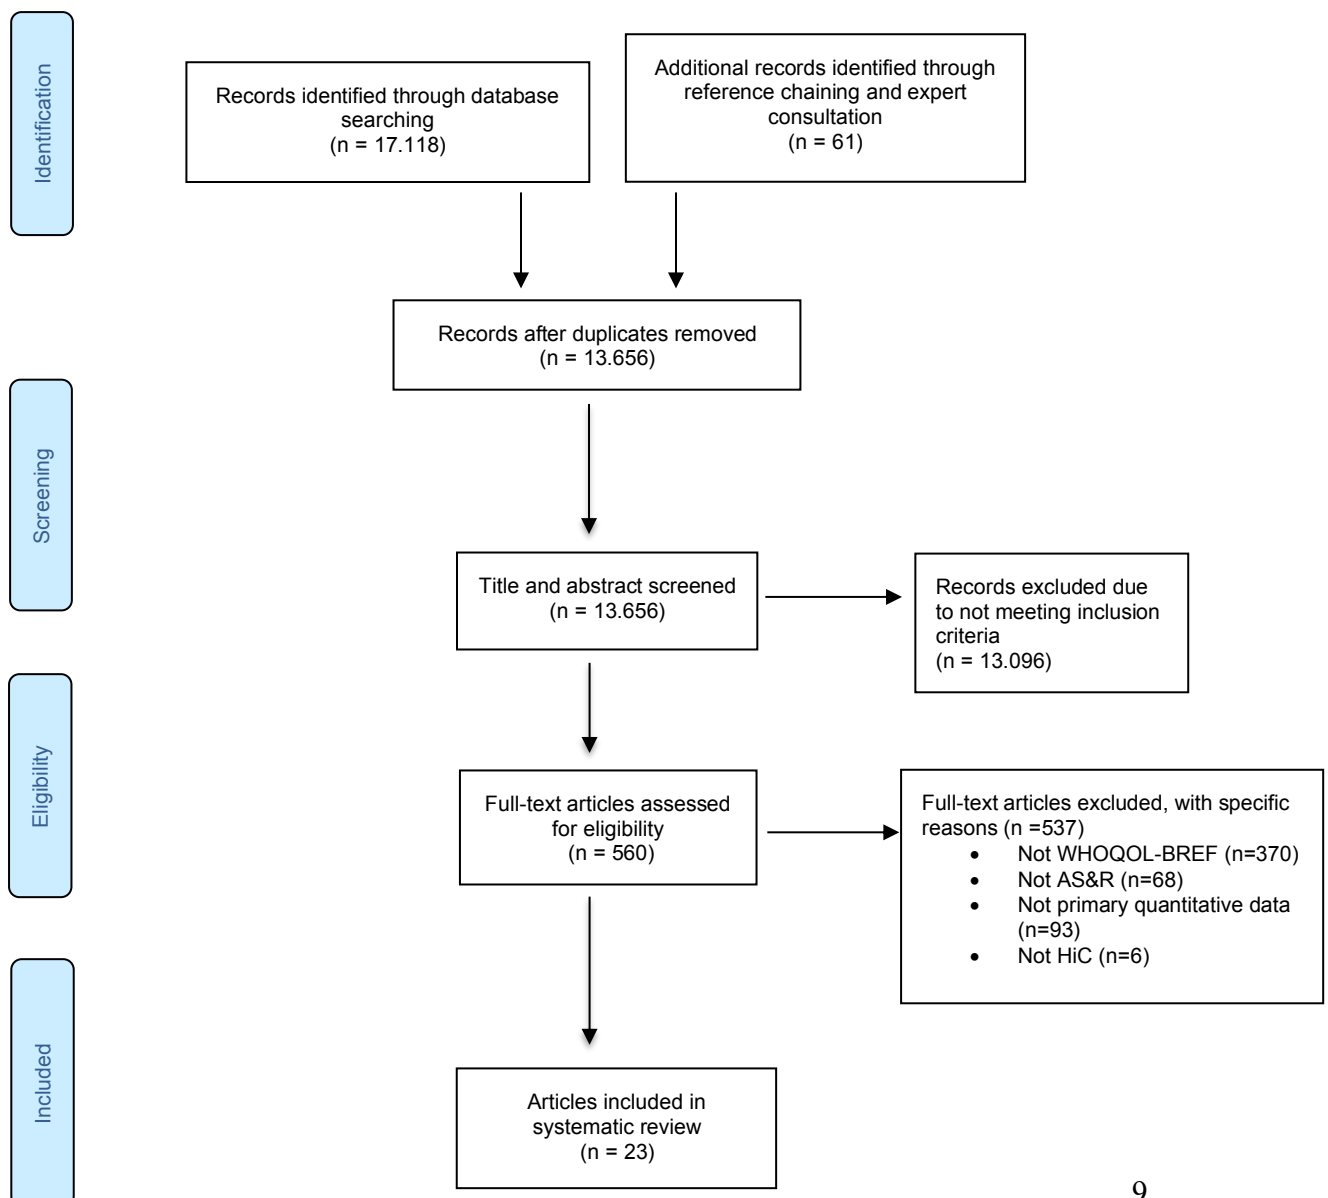 Identification
Records identified through database
searching
(n = 17.118)
Additional records identified through
reference chaining and expert
consultation
(n = 61)
Records after duplicates removed
(n = 13.656)
Screening
Title and abstract screened
(n = 13.656)
Records excluded due
to not meeting inclusion
criteria
(n = 13.096)
Eligibility
Full-text articles assessed
for eligibility
(n = 560)
Full-text articles excluded, with specific
reasons (n =537)
• Not WHOQOL-BREF (n=370)
• Not AS&R (n=68)
• Not primary quantitative data
(n=93)
• Not HiC (n=6)
Included
Articles included in
systematic review
(n = 23)
9